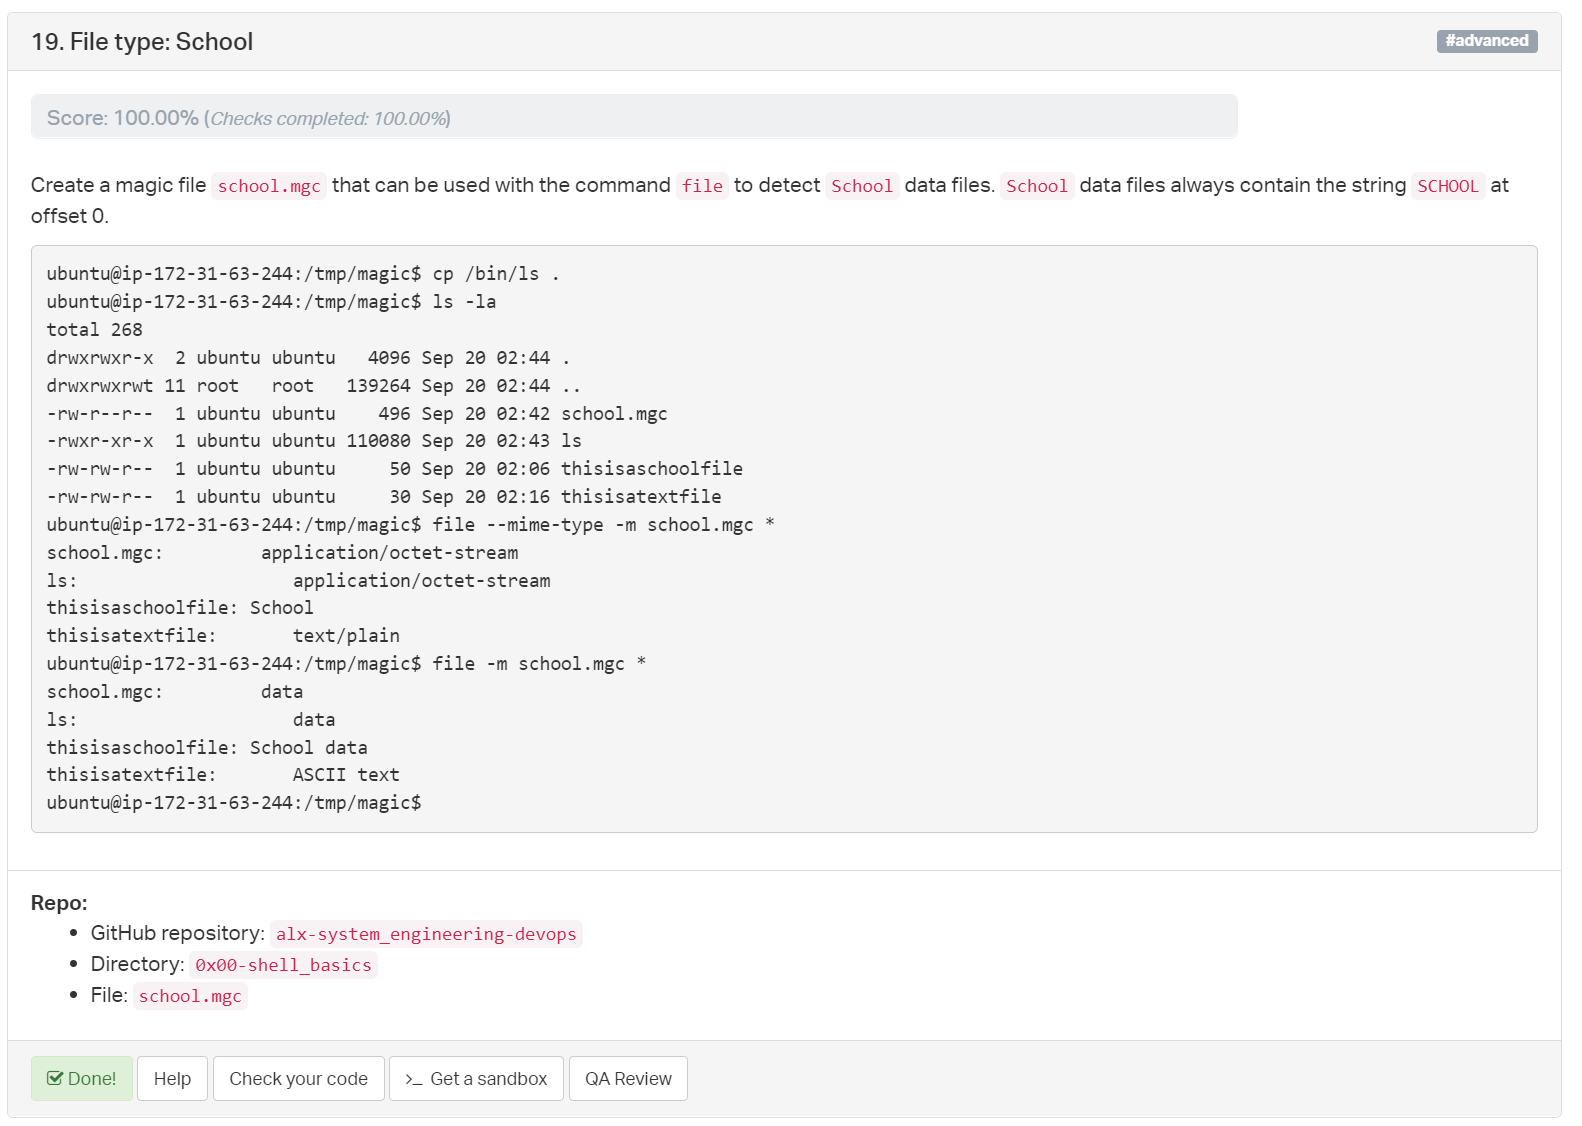 19. File type: School
#advanced
Score: 100.00% (Checks completed: 100.00%)
Create a magic file school.mgc that can be used with the command file to detect School data files. School data files always contain the string SCHOOL at
offset 0.
ubuntu@ip-172-31-63-244:/tmp/magic$ cp /bin/ls .
ubuntu@ip-172-31-63-244:/tmp/magic$ ls -la
total 268
drwxrwxr-x  2 ubuntu ubuntu   4096 Sep 20 02:44 .
drwxrwxrwt 11 root   root   139264 Sep 20 02:44 ..
-rw-r--r--  1 ubuntu ubuntu    496 Sep 20 02:42 school.mgc
-rwxr-xr-x  1 ubuntu ubuntu 110080 Sep 20 02:43 ls
-rw-rw-r--  1 ubuntu ubuntu     50 Sep 20 02:06 thisisaschoolfile
-rw-rw-r--  1 ubuntu ubuntu     30 Sep 20 02:16 thisisatextfile
ubuntu@ip-172-31-63-244:/tmp/magic$ file --mime-type -m school.mgc *
school.mgc:         application/octet-stream
ls:                    application/octet-stream
thisisaschoolfile: School
thisisatextfile:       text/plain
ubuntu@ip-172-31-63-244:/tmp/magic$ file -m school.mgc *
school.mgc:         data
ls:                    data
thisisaschoolfile: School data
thisisatextfile:       ASCII text
ubuntu@ip-172-31-63-244:/tmp/magic$
Repo:
• GitHub repository: alx-system_engineering-devops
• Directory: 0x00-shell_basics
• File: school.mgc
Done!
Help
Check your code
>_ Get a sandbox
QA Review